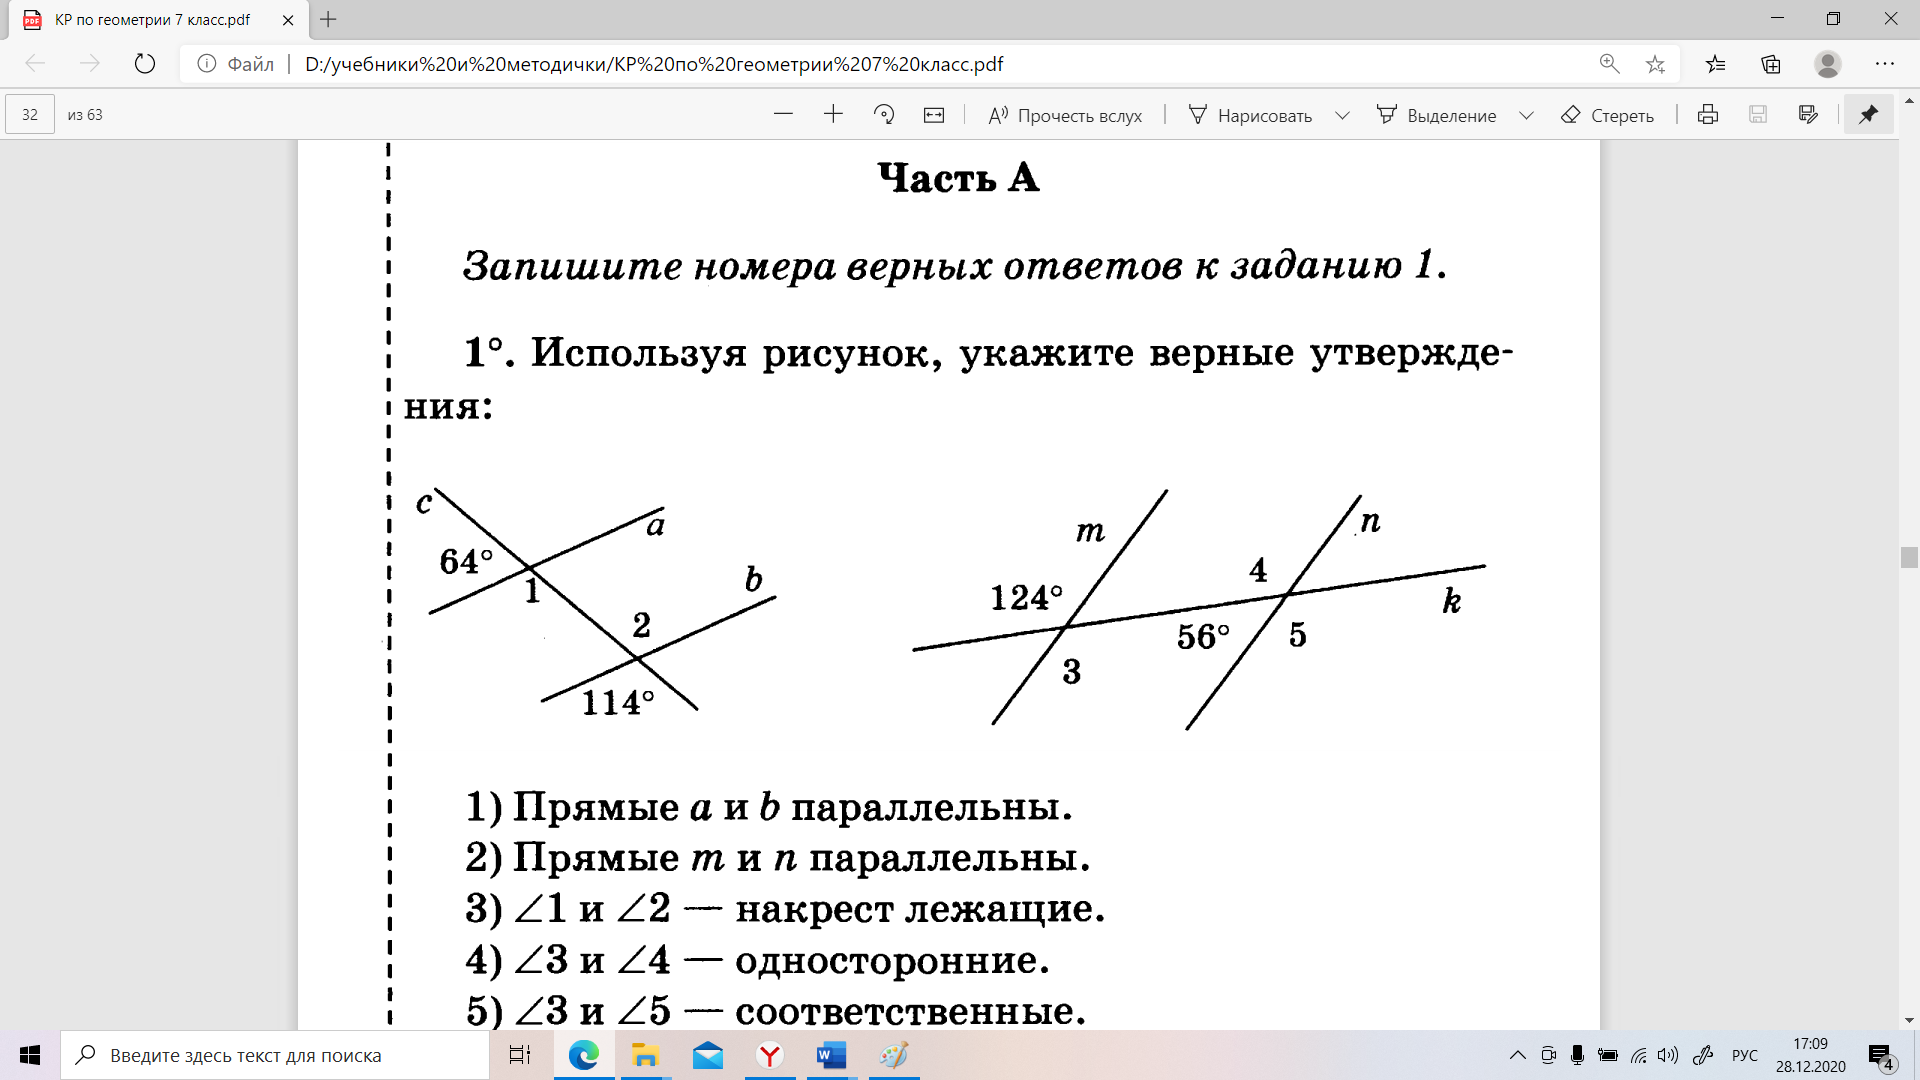 КР по геометрии 7 класс.pdf
Файл D:/учебники%20и%20методички/КР%20по%20геометрии%207%20класс.pdf
32 из 63 Прочесть вслух Нарисовать Выделение Стереть
Часть А
Запишите номера верных ответов к заданию 1.
1°. Используя рисунок, укажите верные утвержде-
ния:
c
a
64°
1
b
2
114°
m
n
124°
4
k
56°
5
3
1) Прямые a и b параллельны.
2) Прямые m и n параллельны.
3) ∠1 и ∠2 — накрест лежащие.
4) ∠3 и ∠4 — односторонние.
5) ∠3 и ∠5 — соответственные.
Введите здесь текст для поиска
РУС
17:09
28.12.2020
4